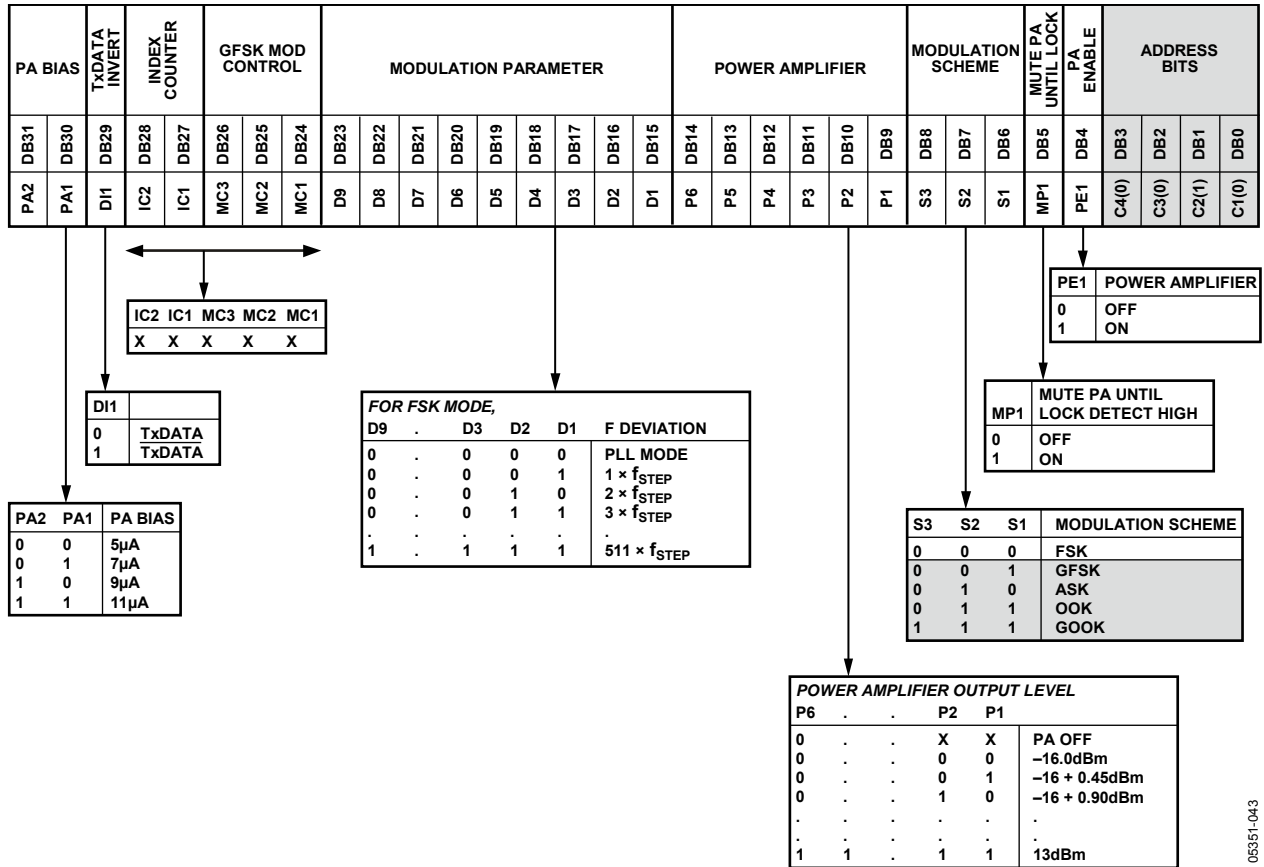 PA BIAS
TxDATA INVERT
INDEX COUNTER
GFSK MOD CONTROL
MODULATION PARAMETER
POWER AMPLIFIER
MODULATION SCHEME
MUTE PA UNTIL LOCK
PA ENABLE
ADDRESS BITS
DB31 DB30 DB29 DB28 DB27 DB26 DB25 DB24 DB23 DB22 DB21 DB20 DB19 DB18 DB17 DB16 DB15 DB14 DB13 DB12 DB11 DB10 DB9 DB8 DB7 DB6 DB5 DB4 DB3 DB2 DB1 DB0
PA2 PA1 DI1 IC2 IC1 MC3 MC2 MC1 D9 D8 D7 D6 D5 D4 D3 D2 D1 P6 P5 P4 P3 P2 P1 S3 S2 S1 MP1 PE1 C4(0) C3(0) C2(1) C1(0)
PE1 POWER AMPLIFIER
0 OFF
1 ON
IC2 IC1 MC3 MC2 MC1
X X X X X
MP1 MUTE PA UNTIL LOCK DETECT HIGH
0 OFF
1 ON
DI1
0 TxDATA
1 TxDATA
FOR FSK MODE,
D9 . D3 D2 D1 F DEVIATION
0 . 0 0 0 PLL MODE
0 . 0 0 1 1 × fSTEP
0 . 0 1 0 2 × fSTEP
0 . 0 1 1 3 × fSTEP
. . . . . .
1 . 1 1 1 511 × fSTEP
PA2 PA1 PA BIAS
0 0 5µA
0 1 7µA
1 0 9µA
1 1 11µA
S3 S2 S1 MODULATION SCHEME
0 0 0 FSK
0 0 1 GFSK
0 1 0 ASK
0 1 1 OOK
1 1 1 GOOK
POWER AMPLIFIER OUTPUT LEVEL
P6 . . P2 P1
0 . . X X PA OFF
0 . . 0 0 –16.0dBm
0 . . 0 1 –16 + 0.45dBm
0 . . 1 0 –16 + 0.90dBm
. . . . . .
. . . . . .
1 1 . 1 1 13dBm
05351-043